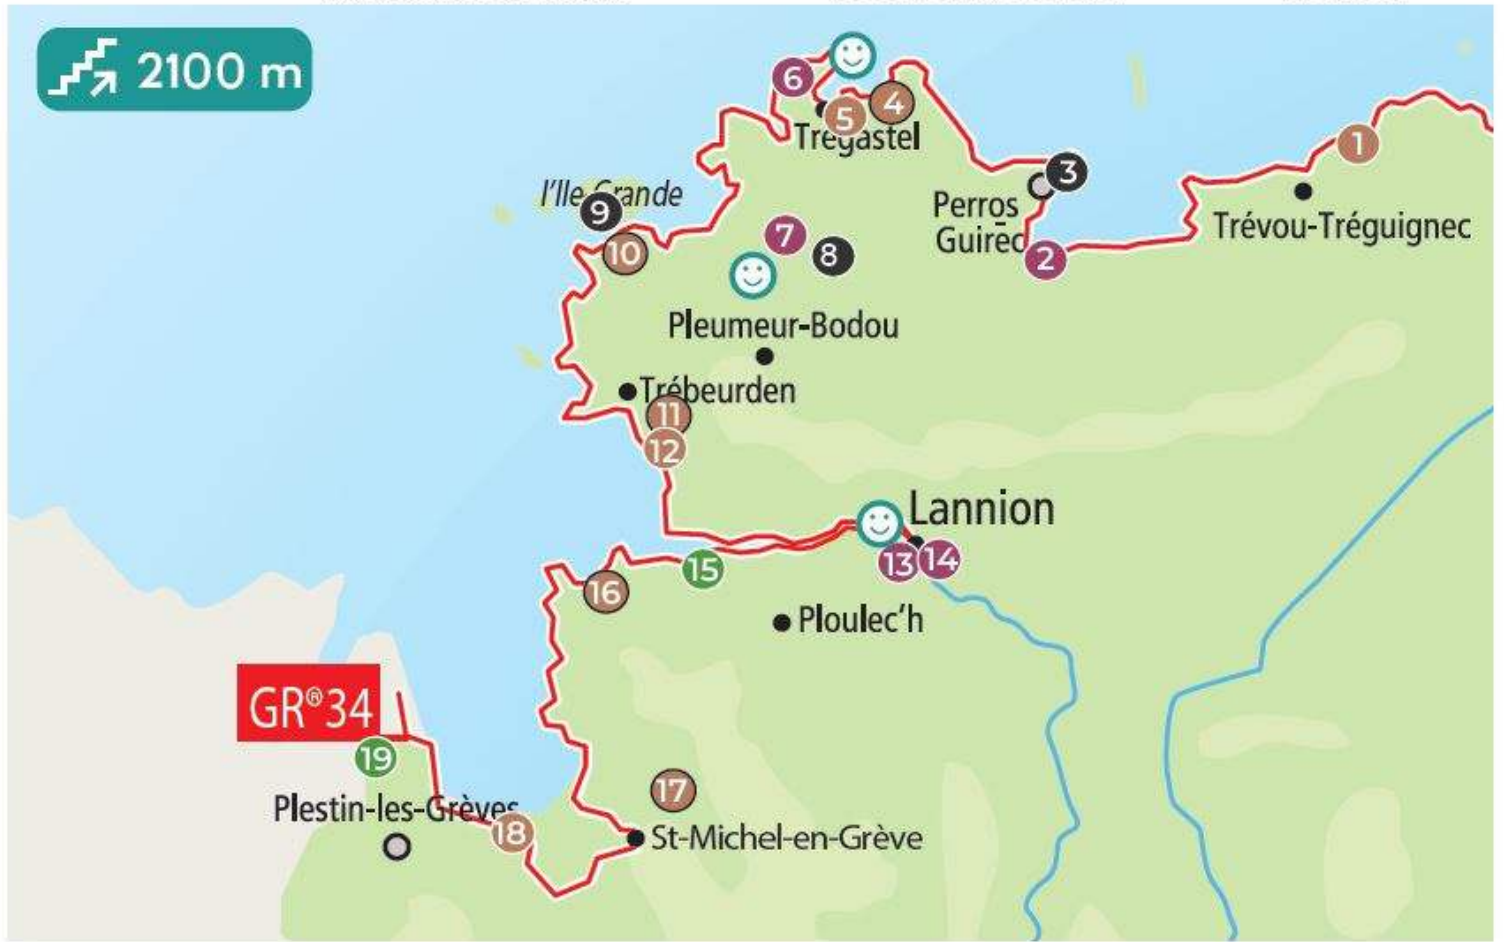 2100 m
6
4
5
Trégastel
1
3
l'Ile Grande
9
Perros
Guirec
Trévou-Tréguignec
7
8
10
2
Pleumeur-Bodou
Trébeurden
11
12
Lannion
13
14
15
16
Ploulec'h
GR®34
19
17
Plestin-les-Grèves
18
St-Michel-en-Grève